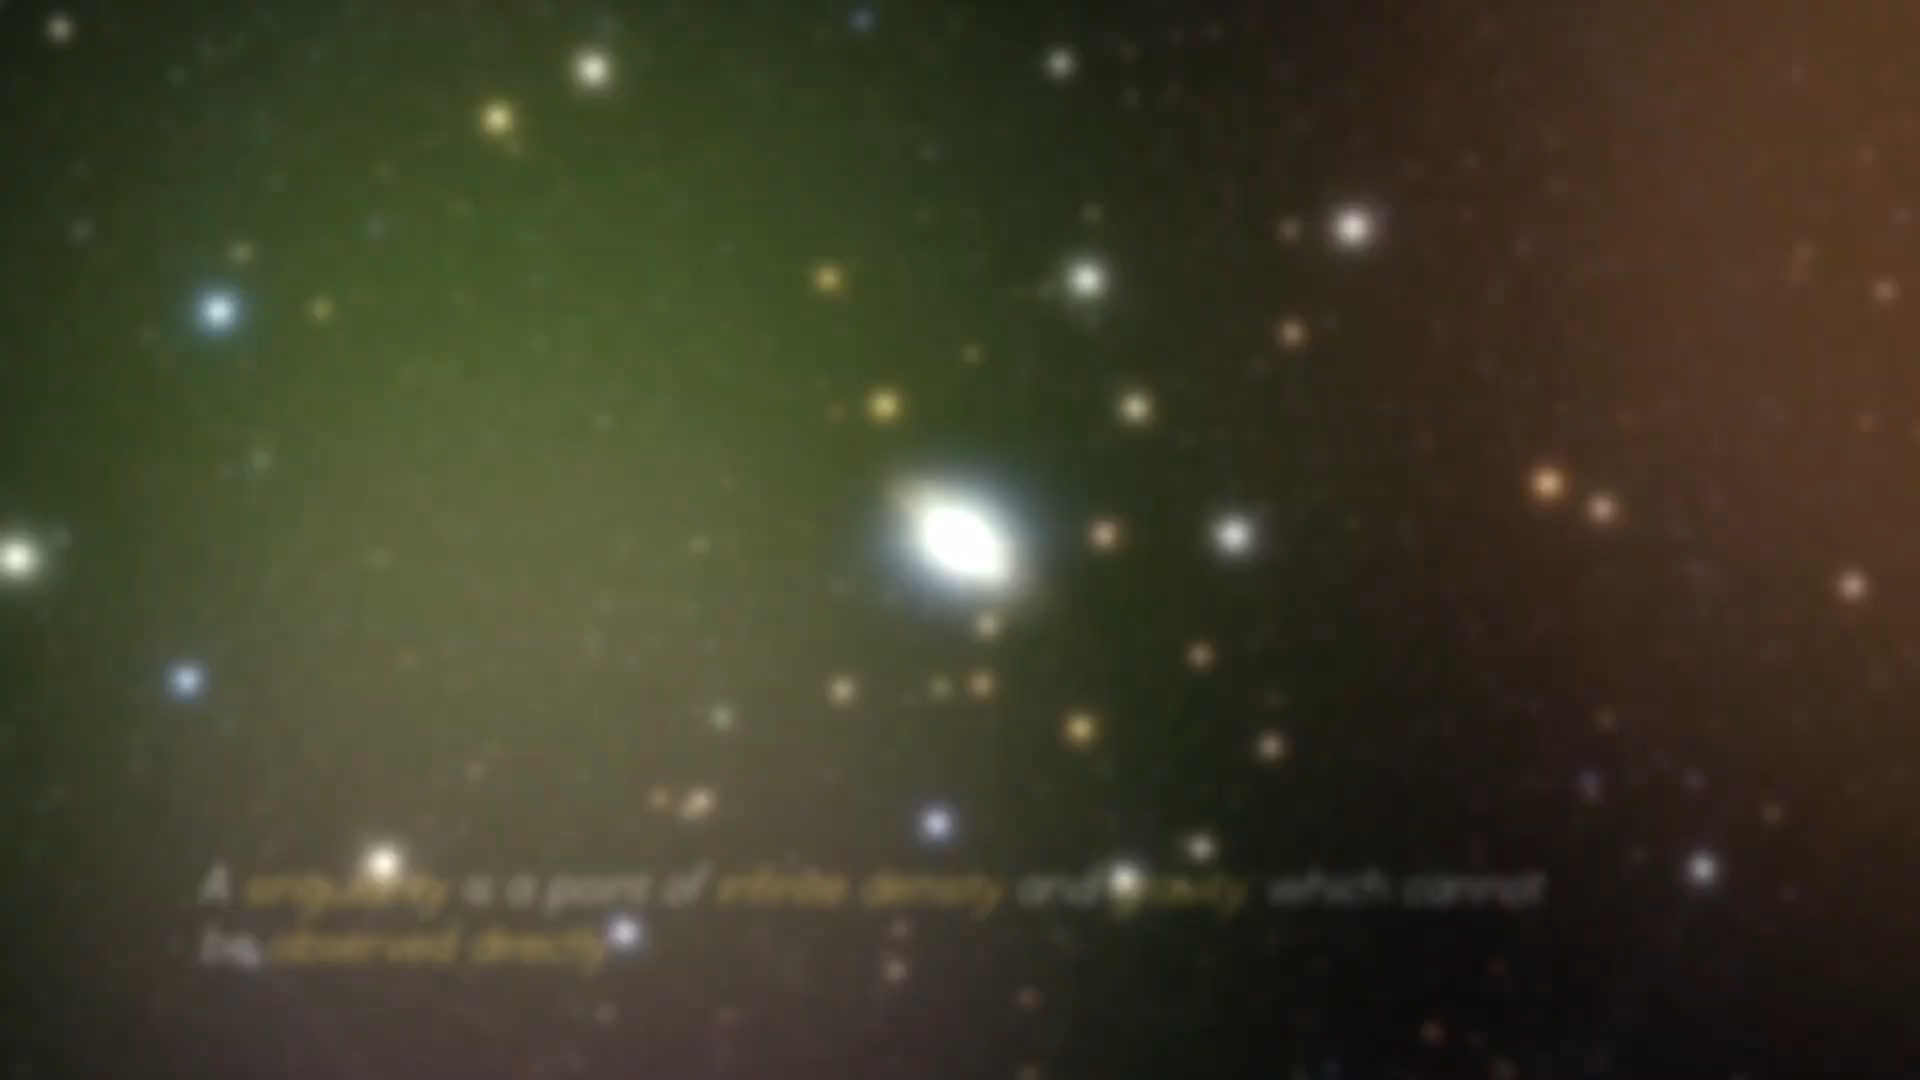 A singularity is a point of infinite density and gravity which cannot
be observed directly